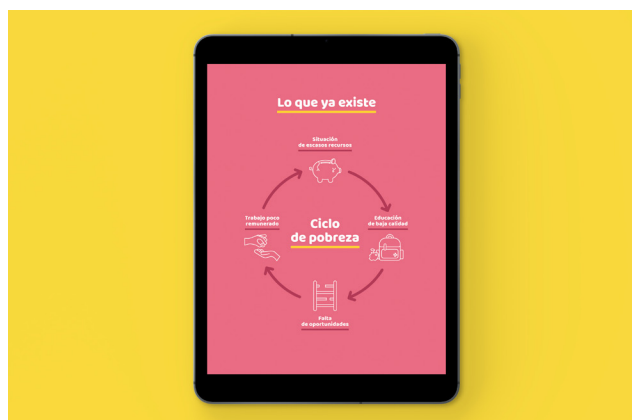 Lo que ya existe
Situación
de escasos recursos
Trabajo poco
remunerado
Ciclo
de pobreza
Educación
de baja calidad
Falta
de oportunidades